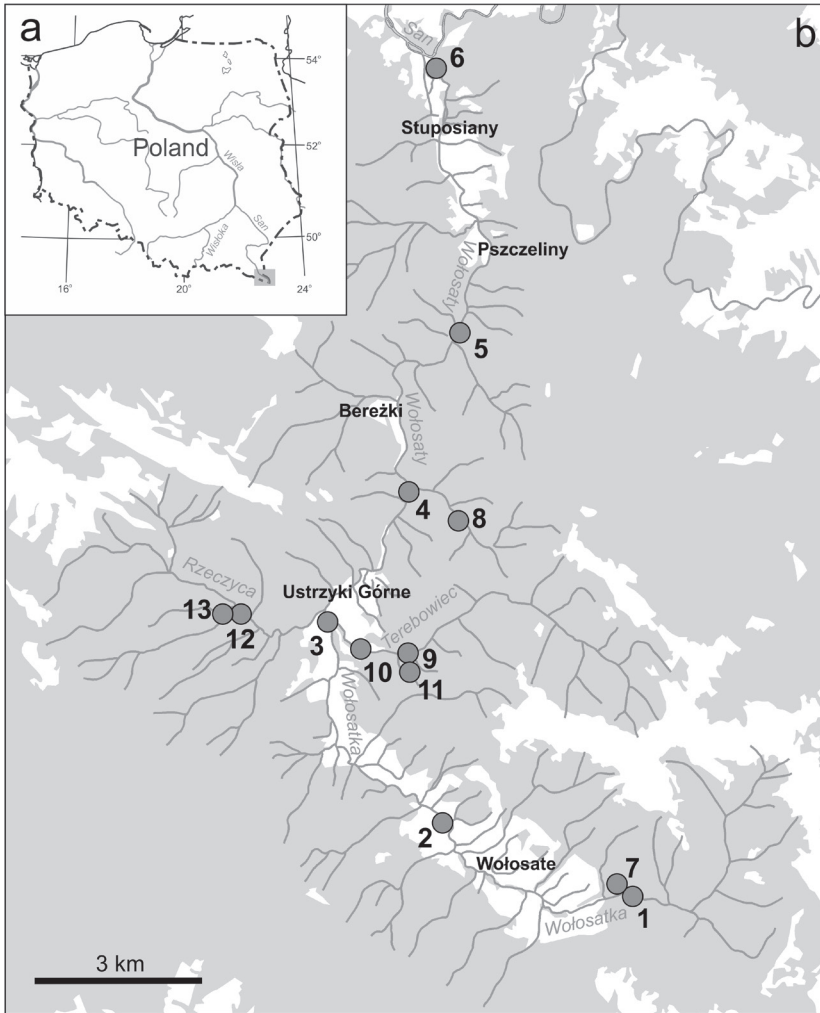 a
54°
52°
50°
16°
20°
24°
Poland
Wisła
Wisłoka
San
b
San
6
Stuposiany
Pszczeliny
Wołosaty
5
Bereżki
Wołosaty
4
8
Rzeczyca
Ustrzyki Górne
Terebowiec
13
12
3
10
9
11
Wołosatka
2
Wołosate
7
1
Wołosatka
3 km